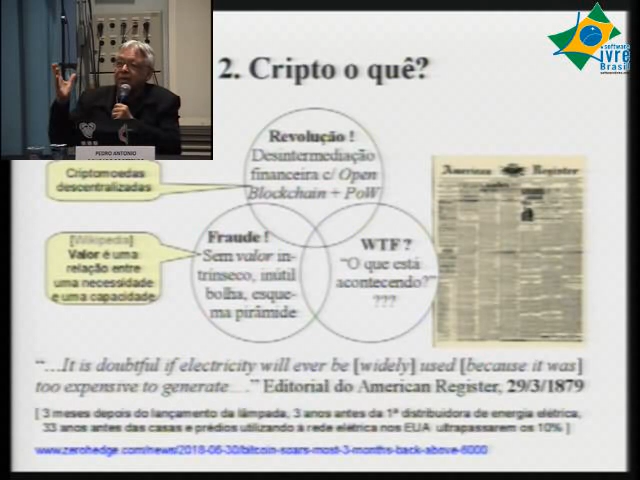 software
livre
Brasil
PEDRO ANTONIO
2. Cripto o quê?
Revolução !
Desintermediação
financeira c/ Open
Blockchain + PoW
Criptomoedas
descentralizadas
Fraude !
Sem valor in-
trínseco, inútil
bolha, esque-
ma pirâmide
WTF ?
“O que está
acontecendo?”
???
[Wikipedia]
Valor é uma
relação entre
uma necessidade
e uma capacidade
American Register
“…It is doubtful if electricity will ever be [widely] used [because it was]
too expensive to generate…” Editorial do American Register, 29/3/1879
[ 3 meses depois do lançamento da lâmpada, 3 anos antes da 1ª distribuidora de energia elétrica,
33 anos antes das casas e prédios utilizando à rede elétrica nos EUA ultrapassarem os 10% ]
www.zerohedge.com/news/2018-06-30/bitcoin-soars-most-3-months-back-above-6000